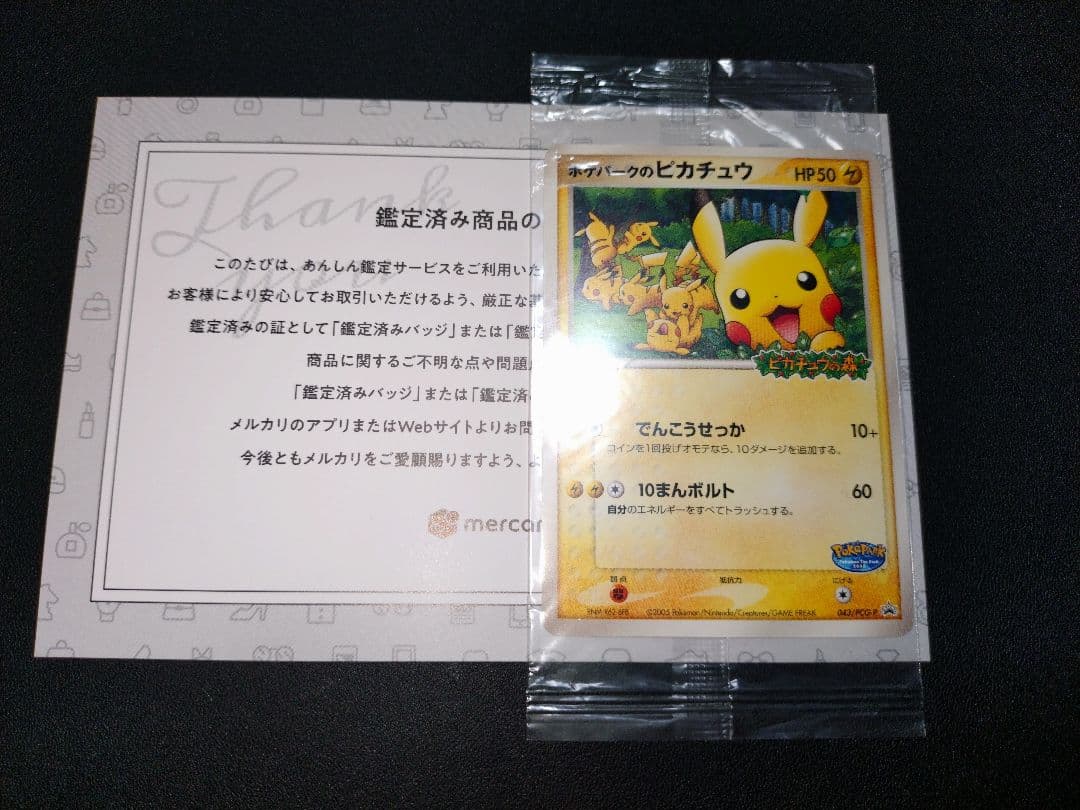 Thank you
鑑定済み商品の
このたびは、あんしん鑑定サービスをご利用いた
お客様により安心してお取引いただけるよう、厳正な
鑑定済みの証として「鑑定済みバッジ」または「鑑定
商品に関するご不明な点や問題
「鑑定済みバッジ」または「鑑定済
メルカリのアプリまたはWebサイトよりお問
今後ともメルカリをご愛顧賜りますよう、よ
mercar
ポケパークのピカチュウ HP50
ピカチュウの森
でんこうせっか 10+
コインを1回投げオモテなら、10ダメージを追加する。
10まんボルト 60
自分のエネルギーをすべてトラッシュする。
POKÉPARK
弱点 抵抗力 にげる
©2005 Pokémon/Nintendo/Creatures/GAME FREAK 043/PCG-P